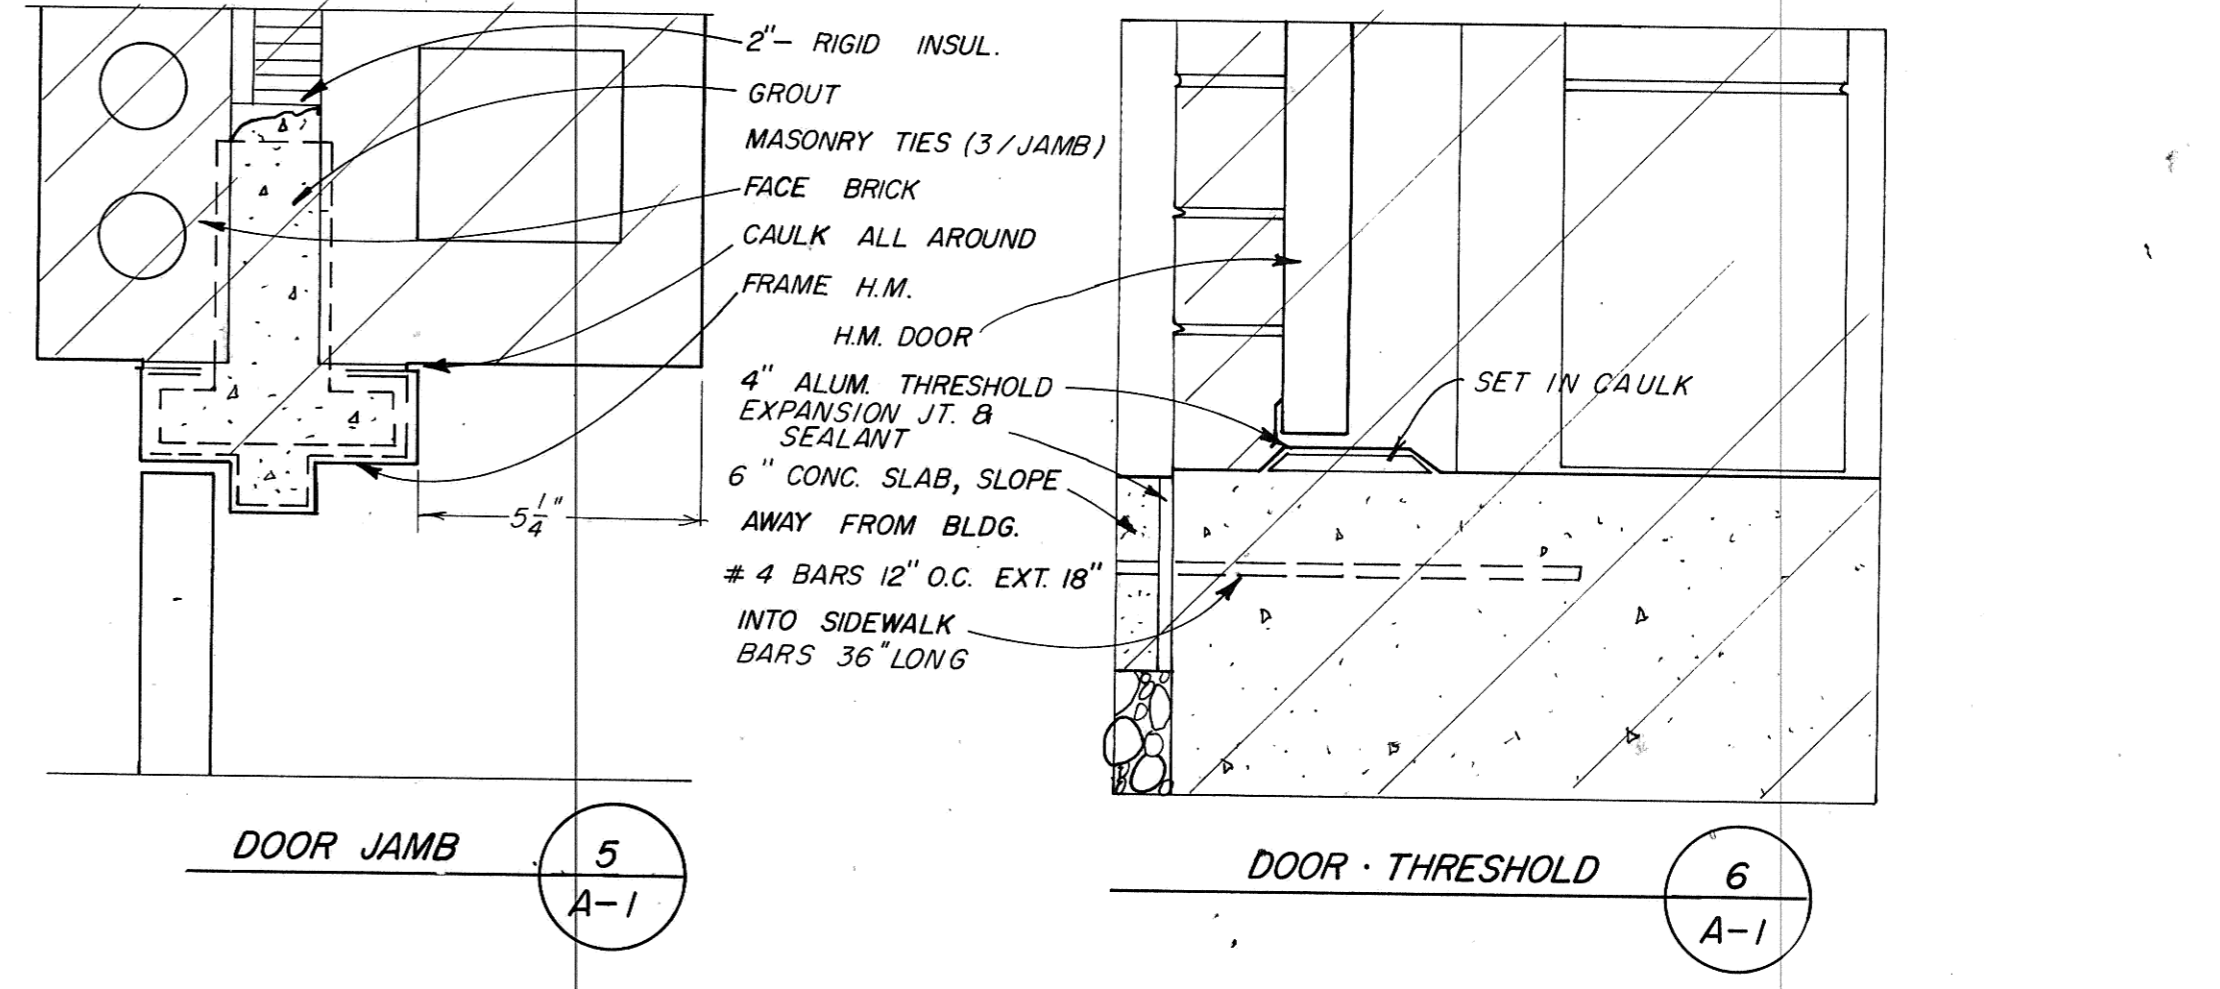 2"- RIGID INSUL.
GROUT
MASONRY TIES (3/JAMB)
FACE BRICK
CAULK ALL AROUND
FRAME H.M.
H.M. DOOR
4" ALUM. THRESHOLD
EXPANSION JT. &
SEALANT
6" CONC. SLAB, SLOPE
AWAY FROM BLDG.
#4 BARS 12" O.C. EXT. 18"
INTO SIDEWALK
BARS 36" LONG
SET IN CAULK
5 1/4"
DOOR JAMB
5
A-1
DOOR · THRESHOLD
6
A-1